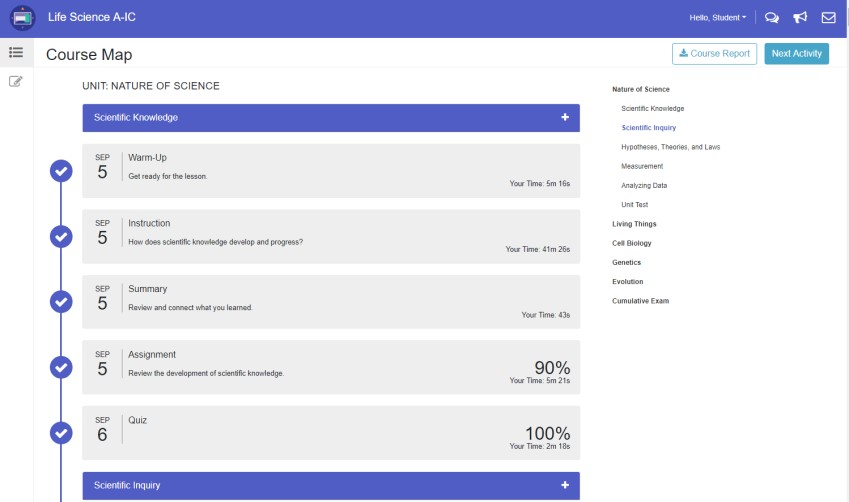 Life Science A-IC
Hello, Student
Course Map
Course Report
Next Activity
UNIT: NATURE OF SCIENCE
Scientific Knowledge
SEP
5
Warm-Up
Get ready for the lesson.
Your Time: 5m 16s
SEP
5
Instruction
How does scientific knowledge develop and progress?
Your Time: 41m 26s
SEP
5
Summary
Review and connect what you learned.
Your Time: 43s
SEP
5
Assignment
Review the development of scientific knowledge.
90%
Your Time: 5m 21s
SEP
6
Quiz
100%
Your Time: 2m 18s
Scientific Inquiry
Nature of Science
Scientific Knowledge
Scientific Inquiry
Hypotheses, Theories, and Laws
Measurement
Analyzing Data
Unit Test
Living Things
Cell Biology
Genetics
Evolution
Cumulative Exam